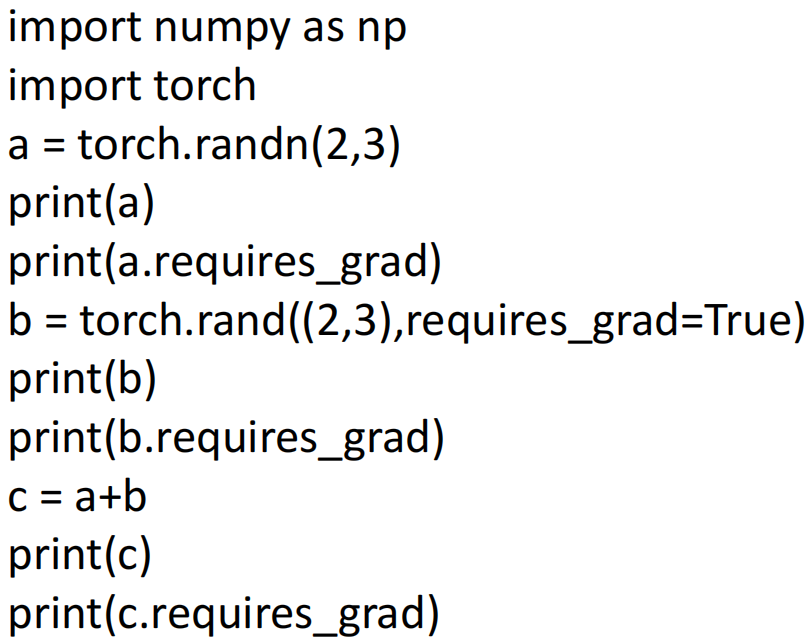 import numpy as np
import torch
a = torch.randn(2,3)
print(a)
print(a.requires_grad)
b = torch.rand((2,3),requires_grad=True)
print(b)
print(b.requires_grad)
c = a+b
print(c)
print(c.requires_grad)